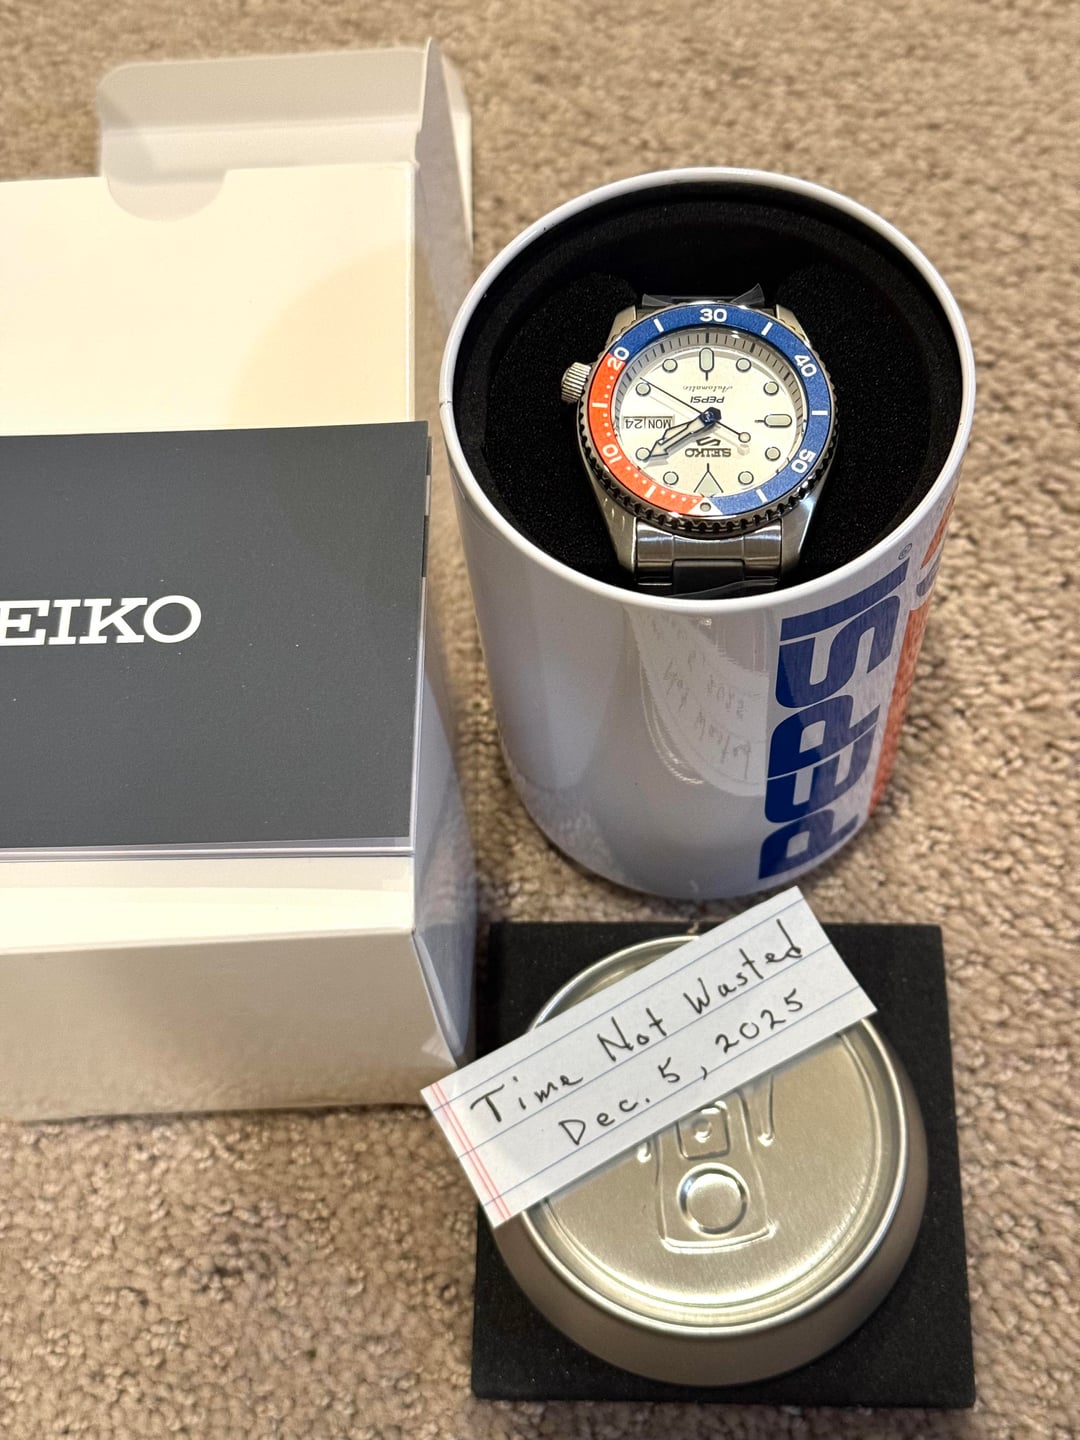 30
20
40
Automatic
PEPSI
MON 24
SEIKO
10
50
EIKO
PEPSI
®
Time Not Wasted
Dec. 5, 2025